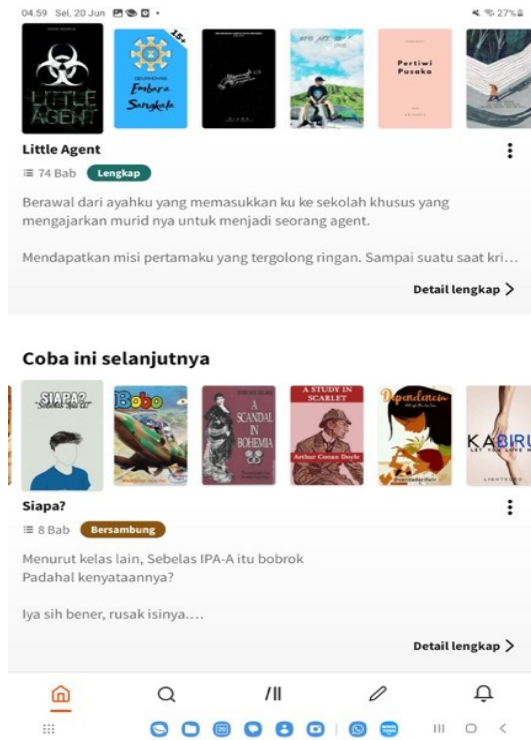 04.59 Sel, 20 Jun
27%
LITTLE
AGENT
15+
DEVANDHAS
Embara
Sangkala
Pertiwi
Pusaka
Little Agent
74 Bab Lengkap
Berawal dari ayahku yang memasukkan ku ke sekolah khusus yang
mengajarkan murid nya untuk menjadi seorang agent.
Mendapatkan misi pertamaku yang tergolong ringan. Sampai suatu saat kri...
Detail lengkap
Coba ini selanjutnya
SIAPA?
Bobo
A
SCANDAL
IN
BOHEMIA
A STUDY IN
SCARLET
Arthur Conan Doyle
Dependencia
KABIRU
LIGHTSURO
Siapa?
8 Bab Bersambung
Menurut kelas lain, Sebelas IPA-A itu bobrok
Padahal kenyataannya?
Iya sih bener, rusak isinya....
Detail lengkap